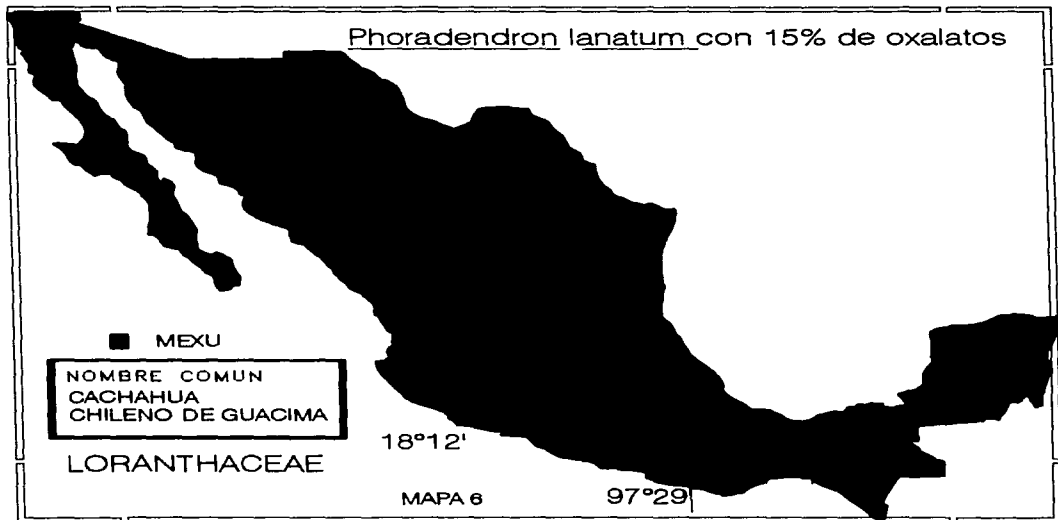 Phoradendron lanatum con 15% de oxalatos
MEXU
NOMBRE COMUN
CACHAHUA
CHILENO DE GUACIMA
18°12'
LORANTHACEAE
MAPA 6
97°29